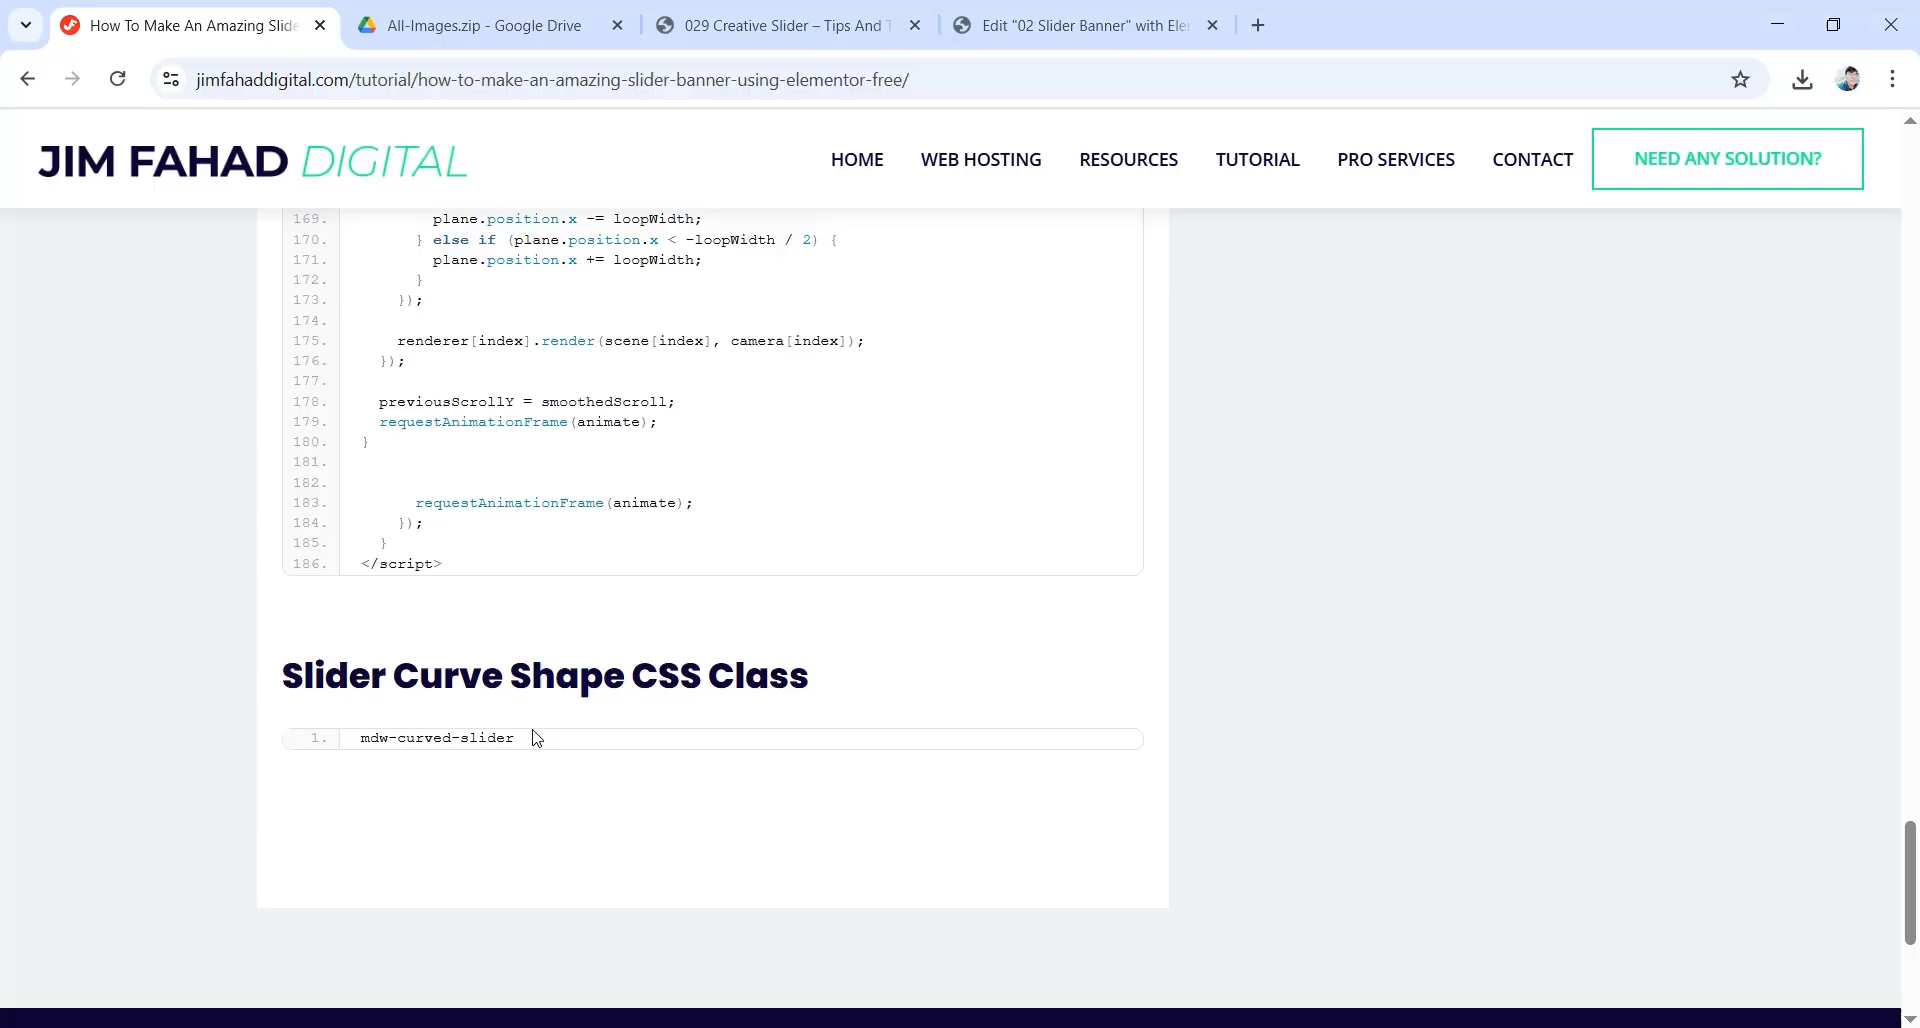 How To Make An Amazing Slide
All-Images.zip - Google Drive
029 Creative Slider – Tips And T
Edit "02 Slider Banner" with Eler
jimfahaddigital.com/tutorial/how-to-make-an-amazing-slider-banner-using-elementor-free/
JIM FAHAD DIGITAL
HOME
WEB HOSTING
RESOURCES
TUTORIAL
PRO SERVICES
CONTACT
NEED ANY SOLUTION?
169. plane.position.x -= loopWidth;
170. } else if (plane.position.x < -loopWidth / 2) {
171. plane.position.x += loopWidth;
172. }
173. });
174.
175. renderer[index].render(scene[index], camera[index]);
176. });
177.
178. previousScrollY = smoothedScroll;
179. requestAnimationFrame(animate);
180. }
181.
182.
183. requestAnimationFrame(animate);
184. });
185. }
186. </script>
Slider Curve Shape CSS Class
1. mdw-curved-slider